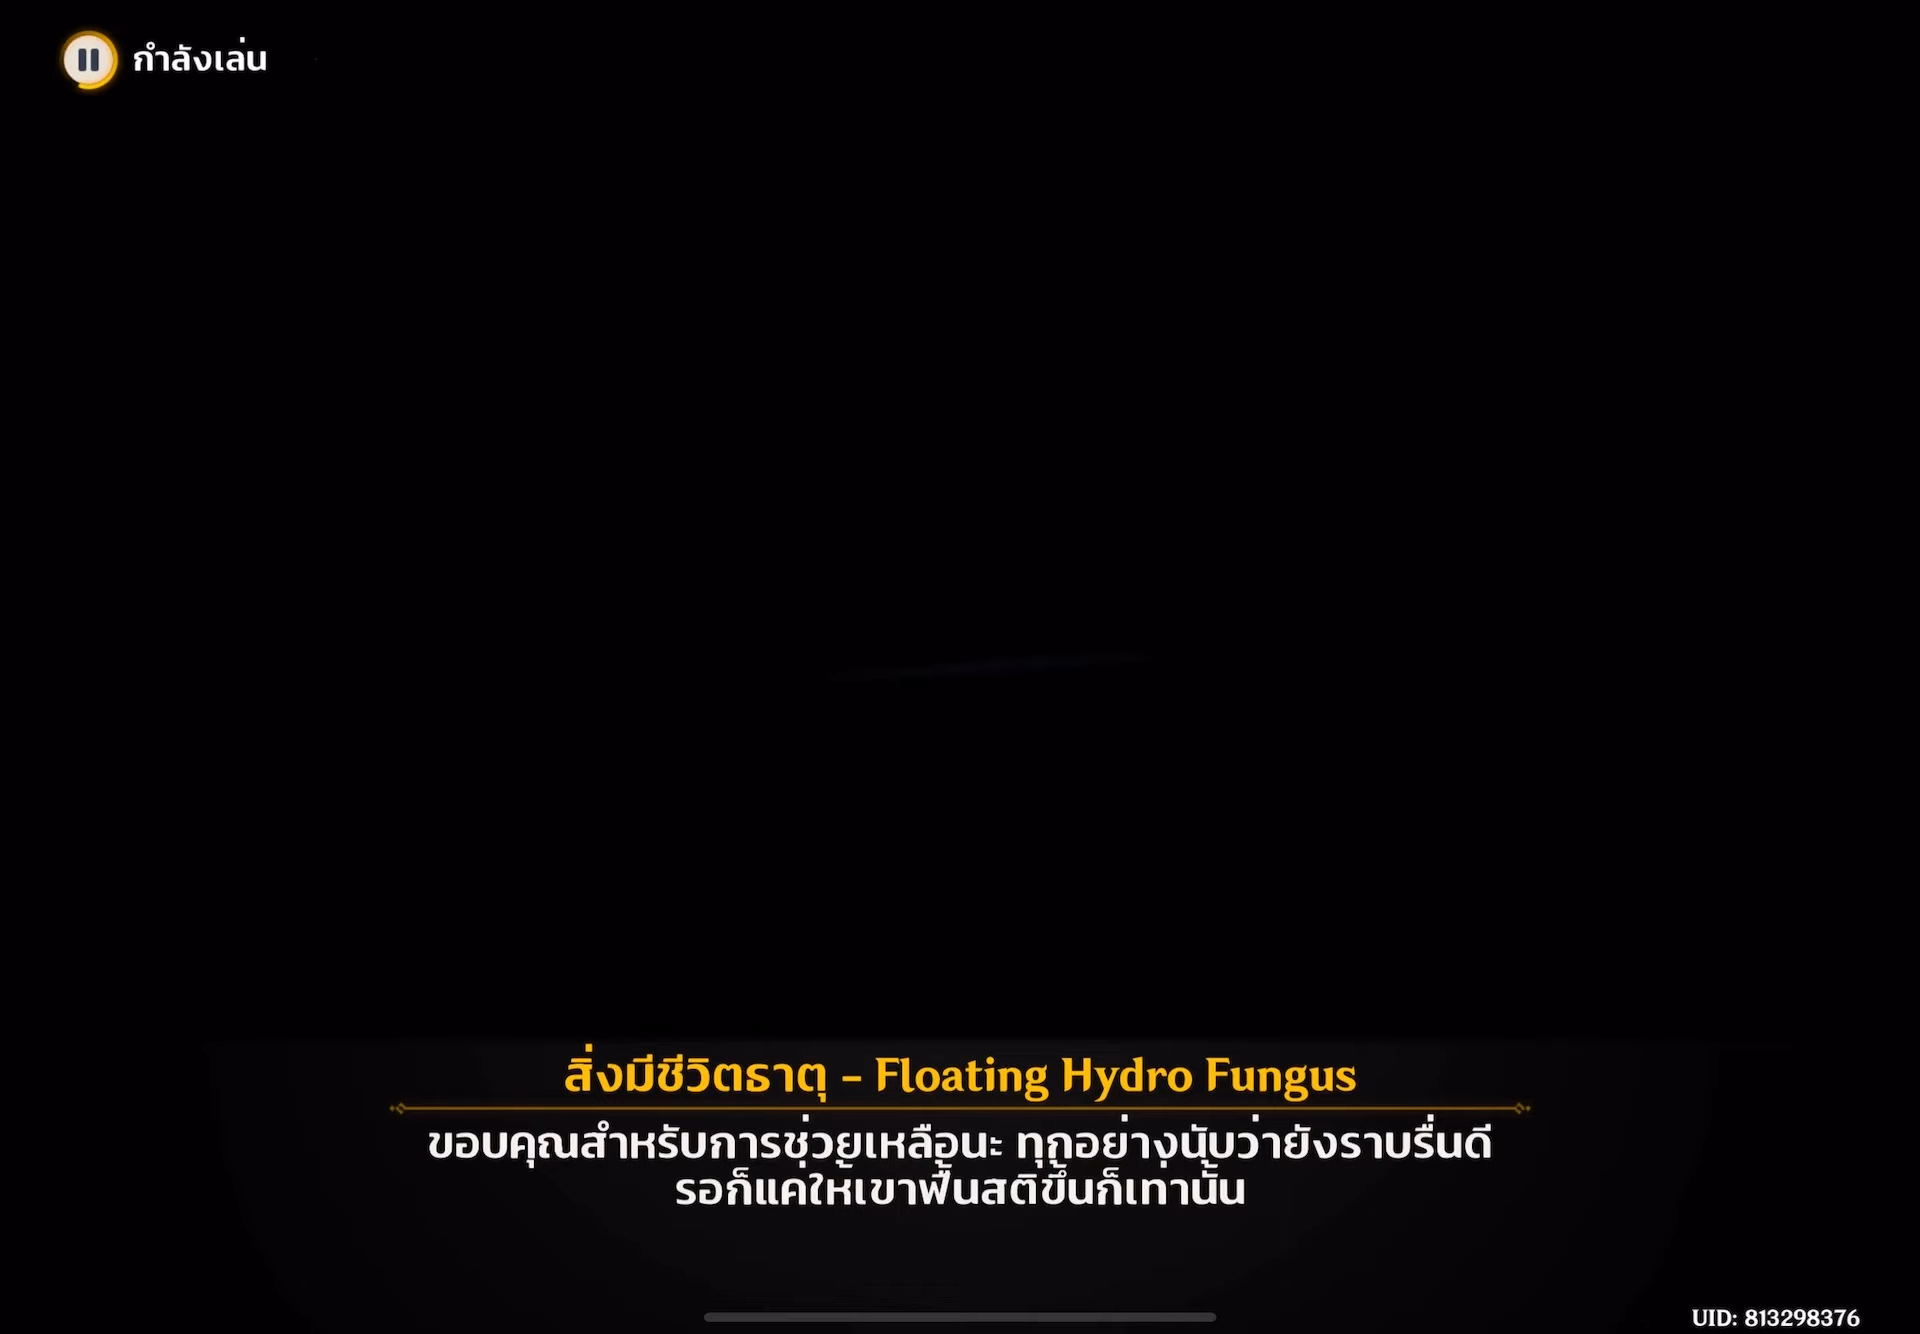 กำลังเล่น
สิ่งมีชีวิตธาตุ – Floating Hydro Fungus
ขอบคุณสำหรับการช่วยเหลือนะ ทุกอย่างนับว่ายังราบรื่นดี
รอก็แค่ให้เขาฟื้นสติขึ้นก็เท่านั้น
UID: 813298376